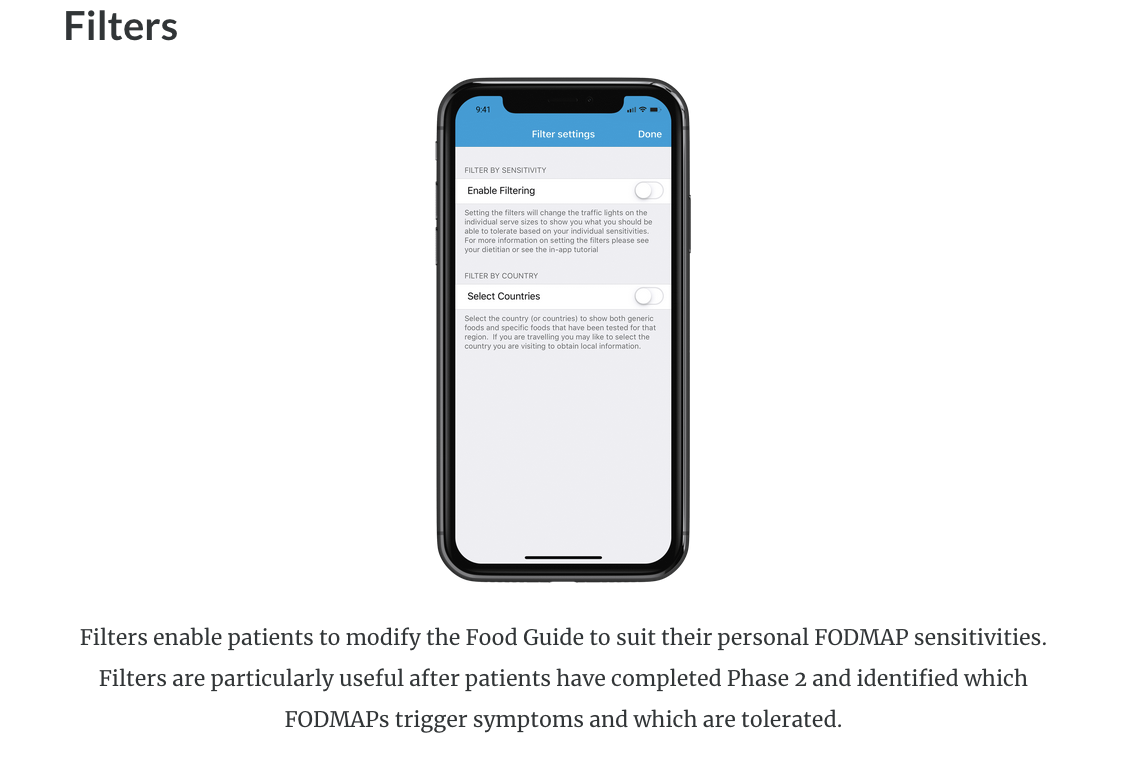 Filters
9:41
Filter settings
Done
FILTER BY SENSITIVITY
Enable Filtering
Setting the filters will change the traffic lights on the
individual serve sizes to show you what you should be
able to tolerate based on your individual sensitivities.
For more information on setting the filters please see
your dietitian or see the in-app tutorial
FILTER BY COUNTRY
Select Countries
Select the country (or countries) to show both generic
foods and specific foods that have been tested for that
region.  If you are travelling you may like to select the
country you are visiting to obtain local information.
Filters enable patients to modify the Food Guide to suit their personal FODMAP sensitivities.
Filters are particularly useful after patients have completed Phase 2 and identified which
FODMAPs trigger symptoms and which are tolerated.